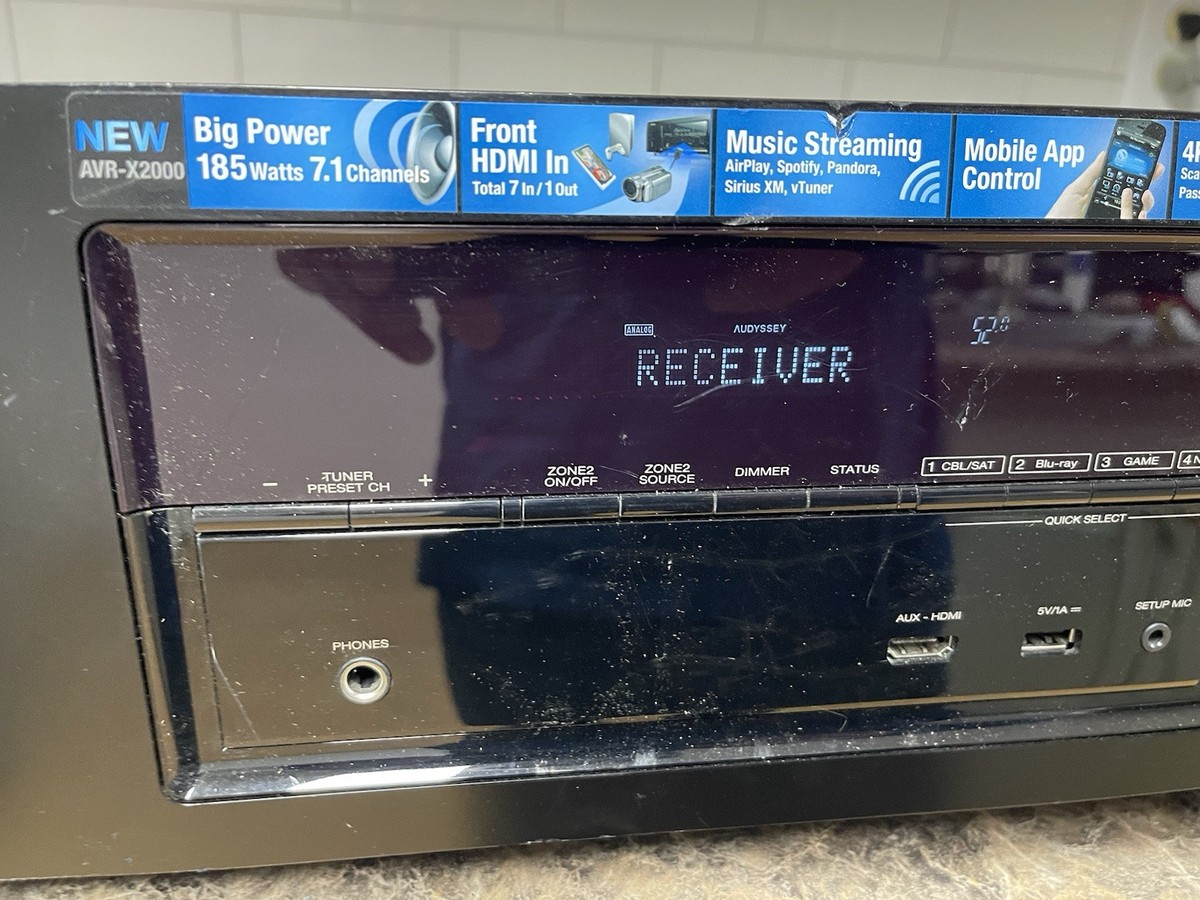 NEW
AVR-X2000
Big Power
185 Watts 7.1 Channels
Front
HDMI In
Total 7 In / 1 Out
Music Streaming
AirPlay, Spotify, Pandora,
Sirius XM, vTuner
Mobile App
Control
ANALOG
AUDYSSEY
RECEIVER
52.0
–
TUNER
PRESET CH
+
ZONE2
ON/OFF
ZONE2
SOURCE
DIMMER
STATUS
1 CBL/SAT
2 Blu-ray
3 GAME
4
QUICK SELECT
PHONES
AUX - HDMI
5V/1A
SETUP MIC